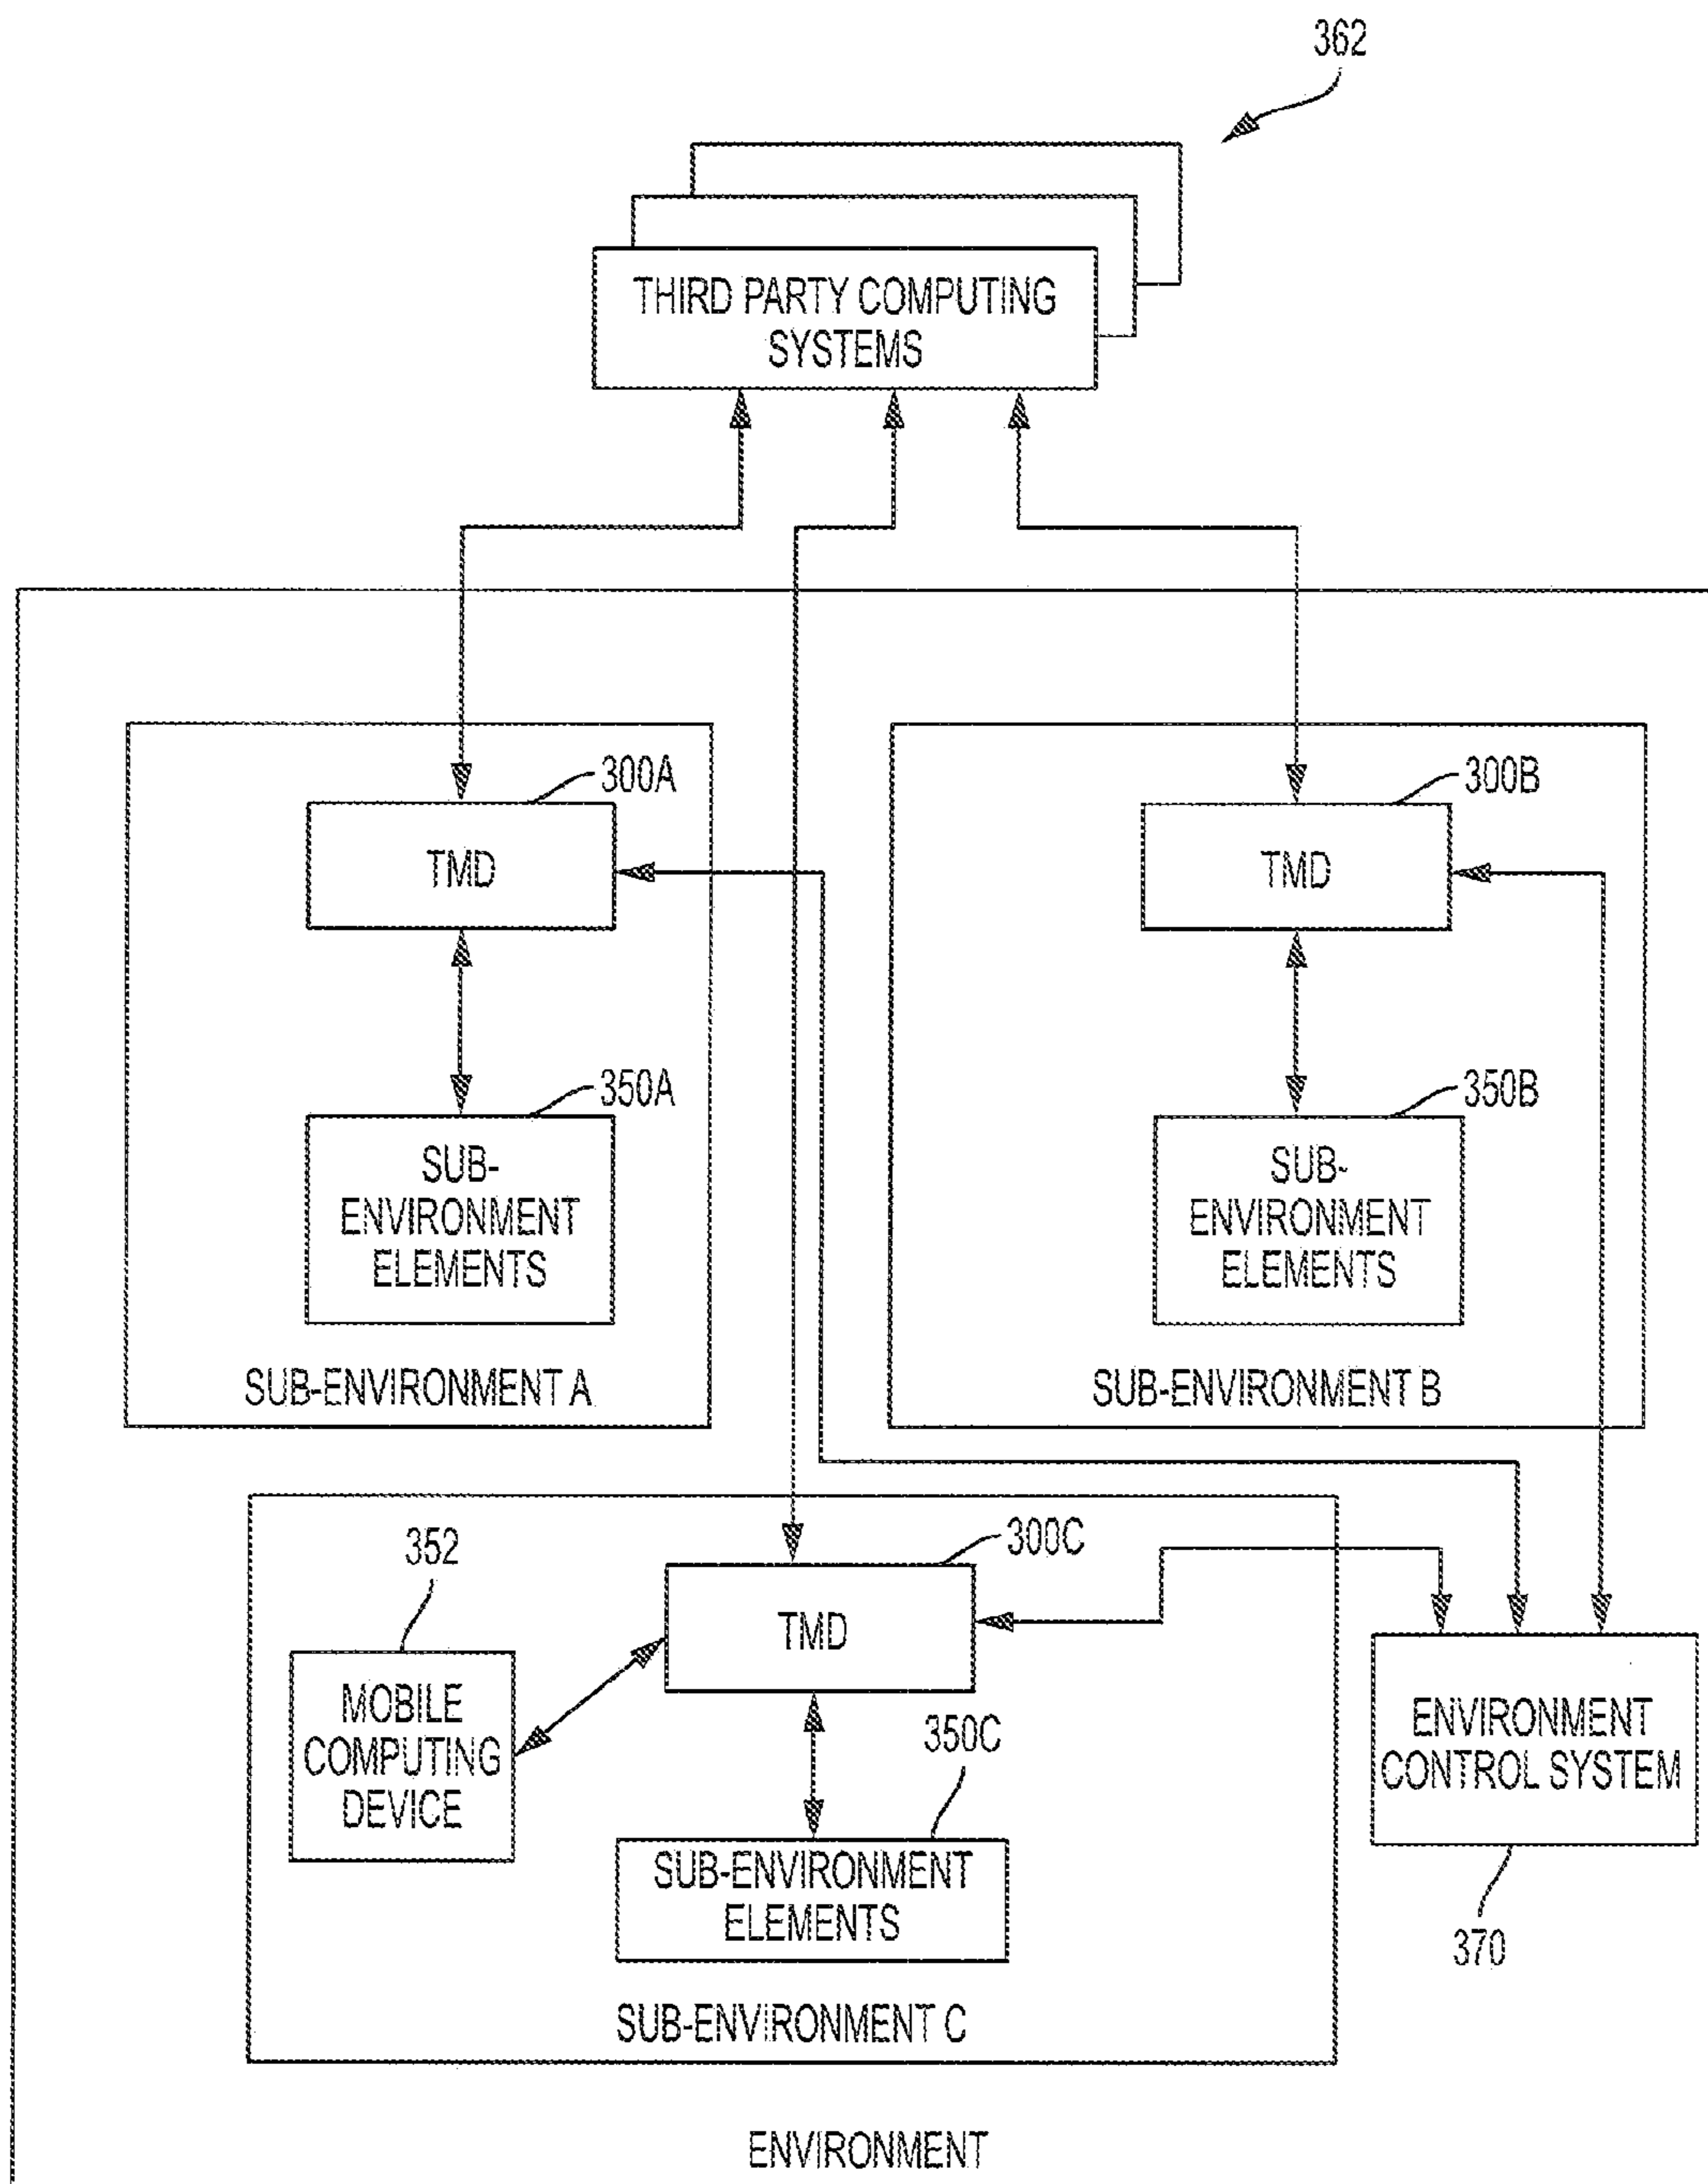 362
THIRD PARTY COMPUTING
SYSTEMS
300A
TMD
350A
SUB-
ENVIRONMENT
ELEMENTS
SUB-ENVIRONMENT A
300B
TMD
350B
SUB-
ENVIRONMENT
ELEMENTS
SUB-ENVIRONMENT B
352
MOBILE
COMPUTING
DEVICE
300C
TMD
350C
SUB-ENVIRONMENT
ELEMENTS
SUB-ENVIRONMENT C
ENVIRONMENT
CONTROL SYSTEM
370
ENVIRONMENT